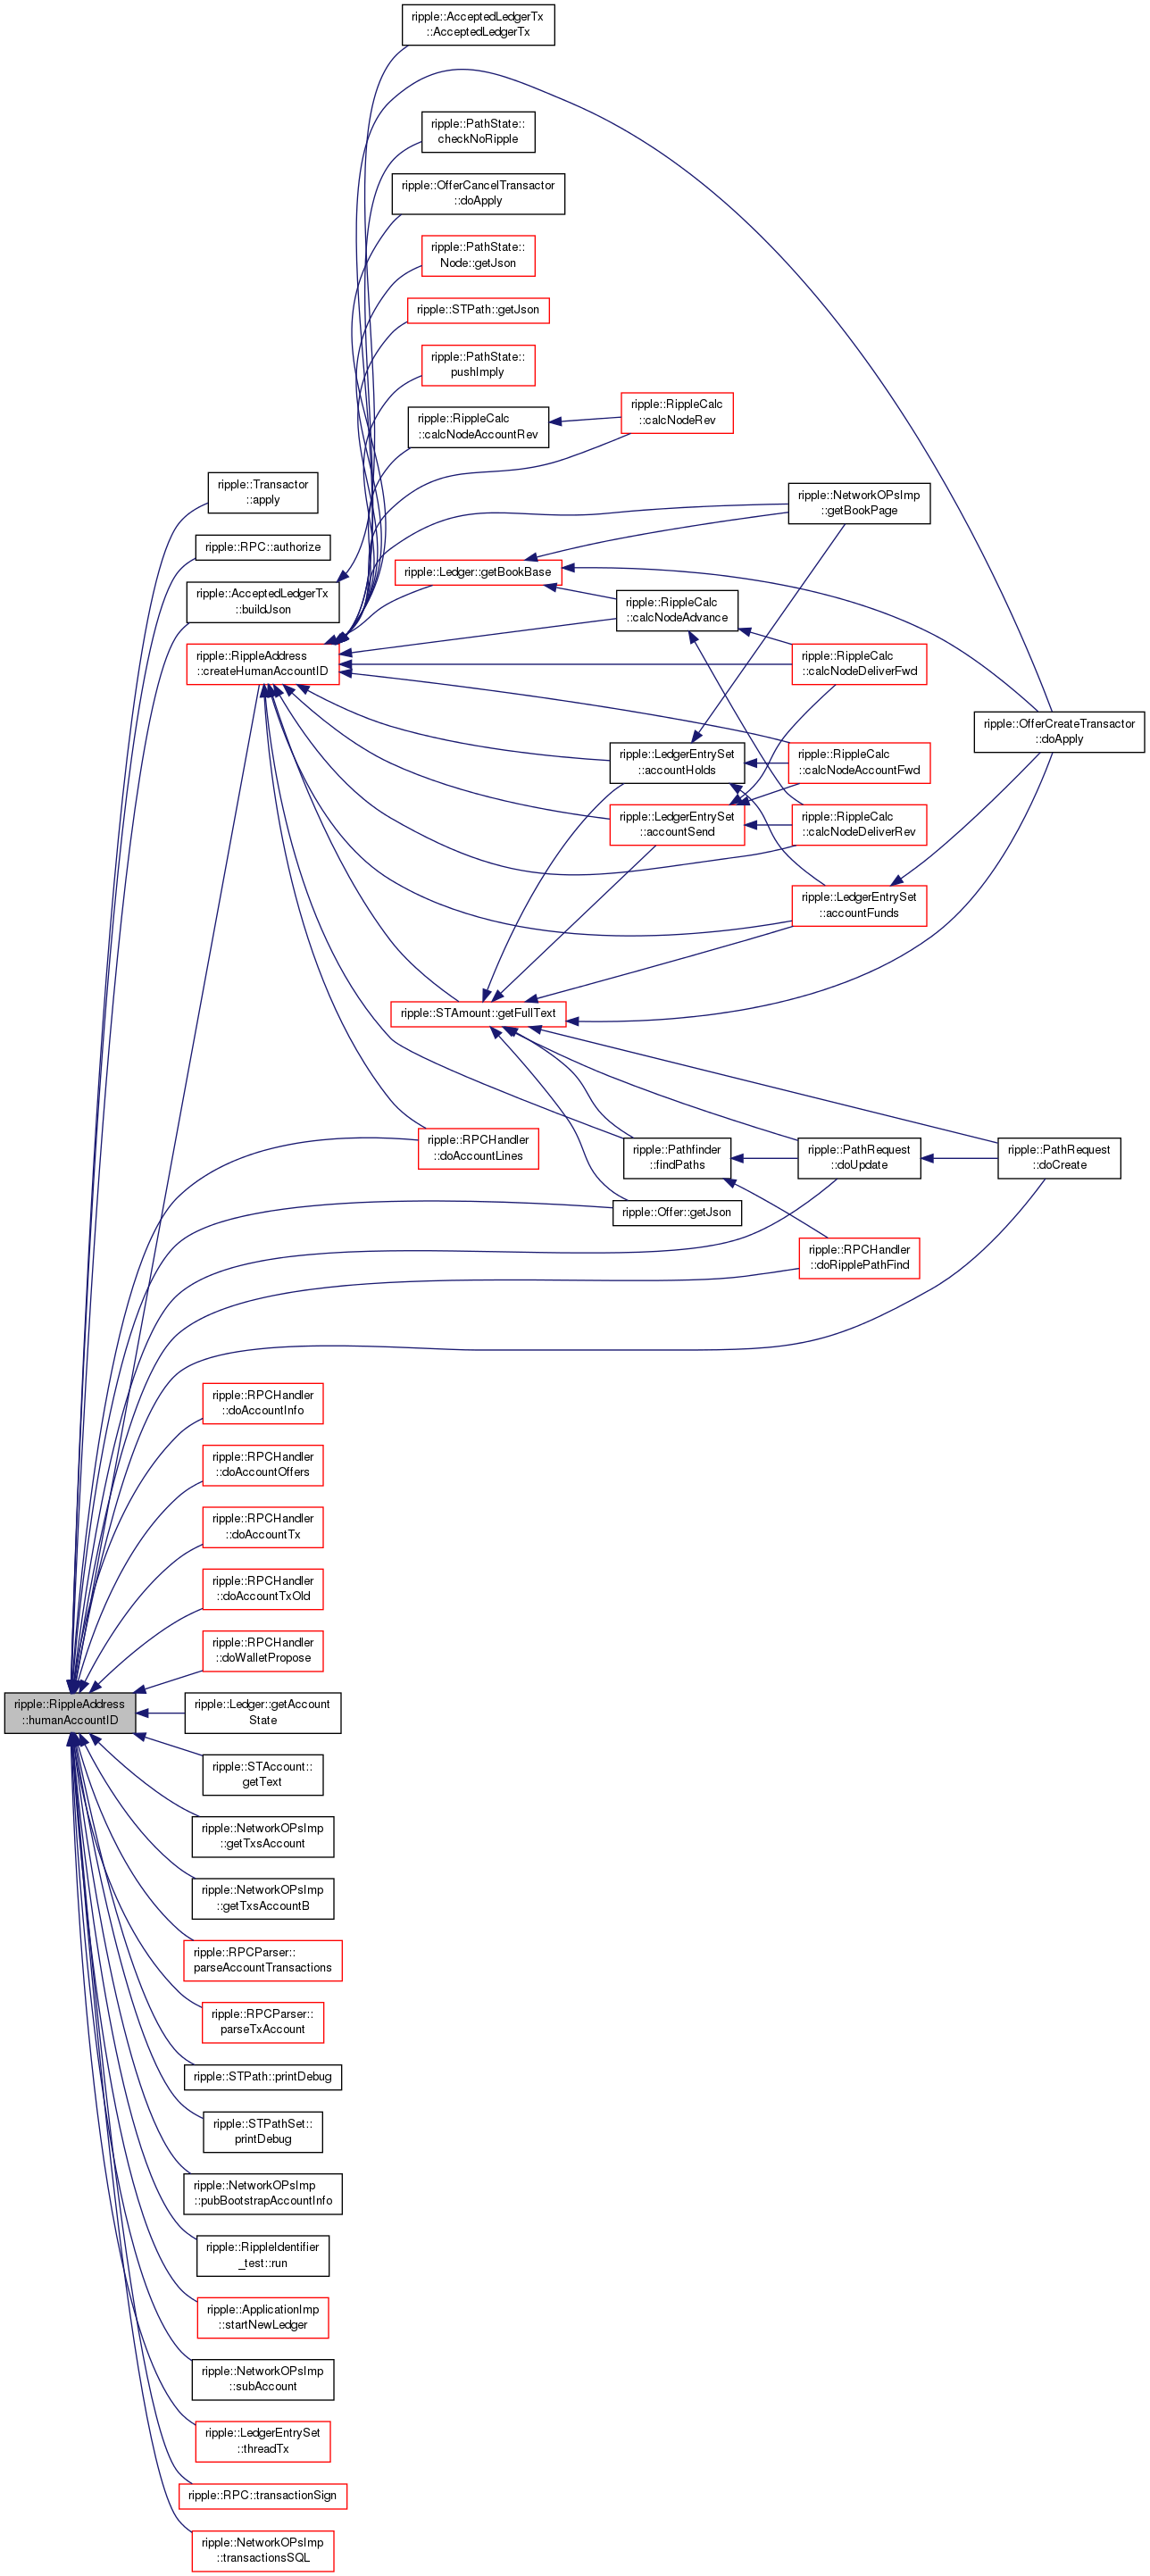 ripple::AcceptedLedgerTx
::AcceptedLedgerTx
ripple::PathState::
checkNoRipple
ripple::OfferCancelTransactor
::doApply
ripple::PathState::
Node::getJson
ripple::STPath::getJson
ripple::PathState::
pushImply
ripple::RippleCalc
::calcNodeAccountRev
ripple::RippleCalc
::calcNodeRev
ripple::Transactor
::apply
ripple::NetworkOPsImp
::getBookPage
ripple::RPC::authorize
ripple::Ledger::getBookBase
ripple::AcceptedLedgerTx
::buildJson
ripple::RippleCalc
::calcNodeAdvance
ripple::RippleAddress
::createHumanAccountID
ripple::RippleCalc
::calcNodeDeliverFwd
ripple::OfferCreateTransactor
::doApply
ripple::LedgerEntrySet
::accountHolds
ripple::RippleCalc
::calcNodeAccountFwd
ripple::LedgerEntrySet
::accountSend
ripple::RippleCalc
::calcNodeDeliverRev
ripple::LedgerEntrySet
::accountFunds
ripple::STAmount::getFullText
ripple::RPCHandler
::doAccountLines
ripple::Pathfinder
::findPaths
ripple::PathRequest
::doUpdate
ripple::PathRequest
::doCreate
ripple::Offer::getJson
ripple::RPCHandler
::doRipplePathFind
ripple::RPCHandler
::doAccountInfo
ripple::RPCHandler
::doAccountOffers
ripple::RPCHandler
::doAccountTx
ripple::RPCHandler
::doAccountTxOld
ripple::RPCHandler
::doWalletPropose
ripple::RippleAddress
::humanAccountID
ripple::Ledger::getAccount
State
ripple::STAccount::
getText
ripple::NetworkOPsImp
::getTxsAccount
ripple::NetworkOPsImp
::getTxsAccountB
ripple::RPCParser::
parseAccountTransactions
ripple::RPCParser::
parseTxAccount
ripple::STPath::printDebug
ripple::STPathSet::
printDebug
ripple::NetworkOPsImp
::pubBootstrapAccountInfo
ripple::RippleIdentifier
_test::run
ripple::ApplicationImp
::startNewLedger
ripple::NetworkOPsImp
::subAccount
ripple::LedgerEntrySet
::threadTx
ripple::RPC::transactionSign
ripple::NetworkOPsImp
::transactionsSQL